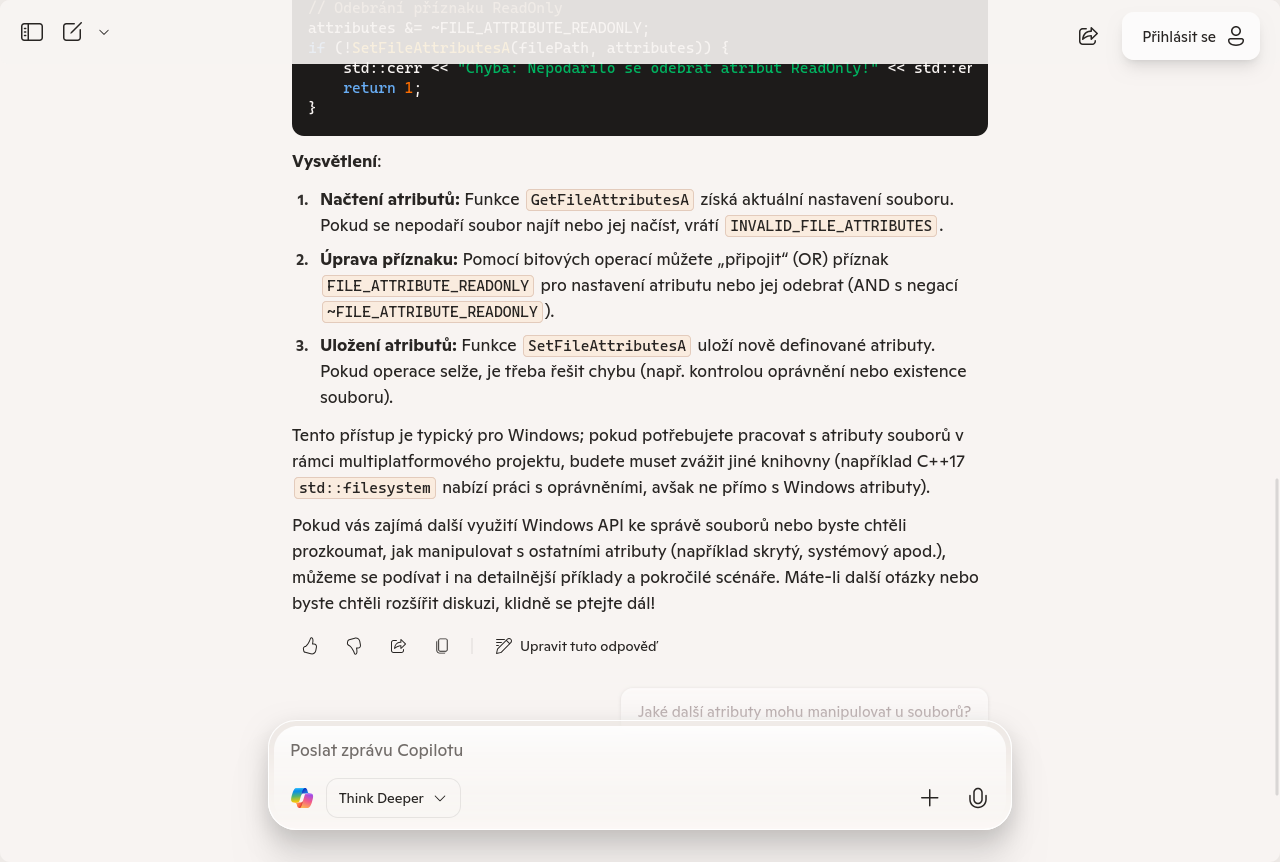 // Odebrání příznaku ReadOnly
attributes &= ~FILE_ATTRIBUTE_READONLY;
if (!SetFileAttributesA(filePath, attributes)) {
Přihlásit se
std::cerr << "Chyba: Nepodařilo se odebrat atribut ReadOnly!" << std::er
return 1;
}
Vysvětlení:
1. Načtení atributů: Funkce GetFileAttributesA získá aktuální nastavení souboru.
Pokud se nepodaří soubor najít nebo jej načíst, vrátí INVALID_FILE_ATTRIBUTES.
2. Úprava příznaku: Pomocí bitových operací můžete „připojit“ (OR) příznak
FILE_ATTRIBUTE_READONLY pro nastavení atributu nebo jej odebrat (AND s negací
~FILE_ATTRIBUTE_READONLY).
3. Uložení atributů: Funkce SetFileAttributesA uloží nově definované atributy.
Pokud operace selže, je třeba řešit chybu (např. kontrolou oprávnění nebo existence
souboru).
Tento přístup je typický pro Windows; pokud potřebujete pracovat s atributy souborů v
rámci multiplatformového projektu, budete muset zvážit jiné knihovny (například C++17
std::filesystem nabízí práci s oprávněními, avšak ne přímo s Windows atributy).
Pokud vás zajímá další využití Windows API ke správě souborů nebo byste chtěli
prozkoumat, jak manipulovat s ostatními atributy (například skrytý, systémový apod.),
můžeme se podívat i na detailnější příklady a pokročilé scénáře. Máte-li další otázky nebo
byste chtěli rozšířit diskuzi, klidně se ptejte dál!
Upravit tuto odpověď
Jaké další atributy mohu manipulovat u souborů?
Poslat zprávu Copilotu
Think Deeper